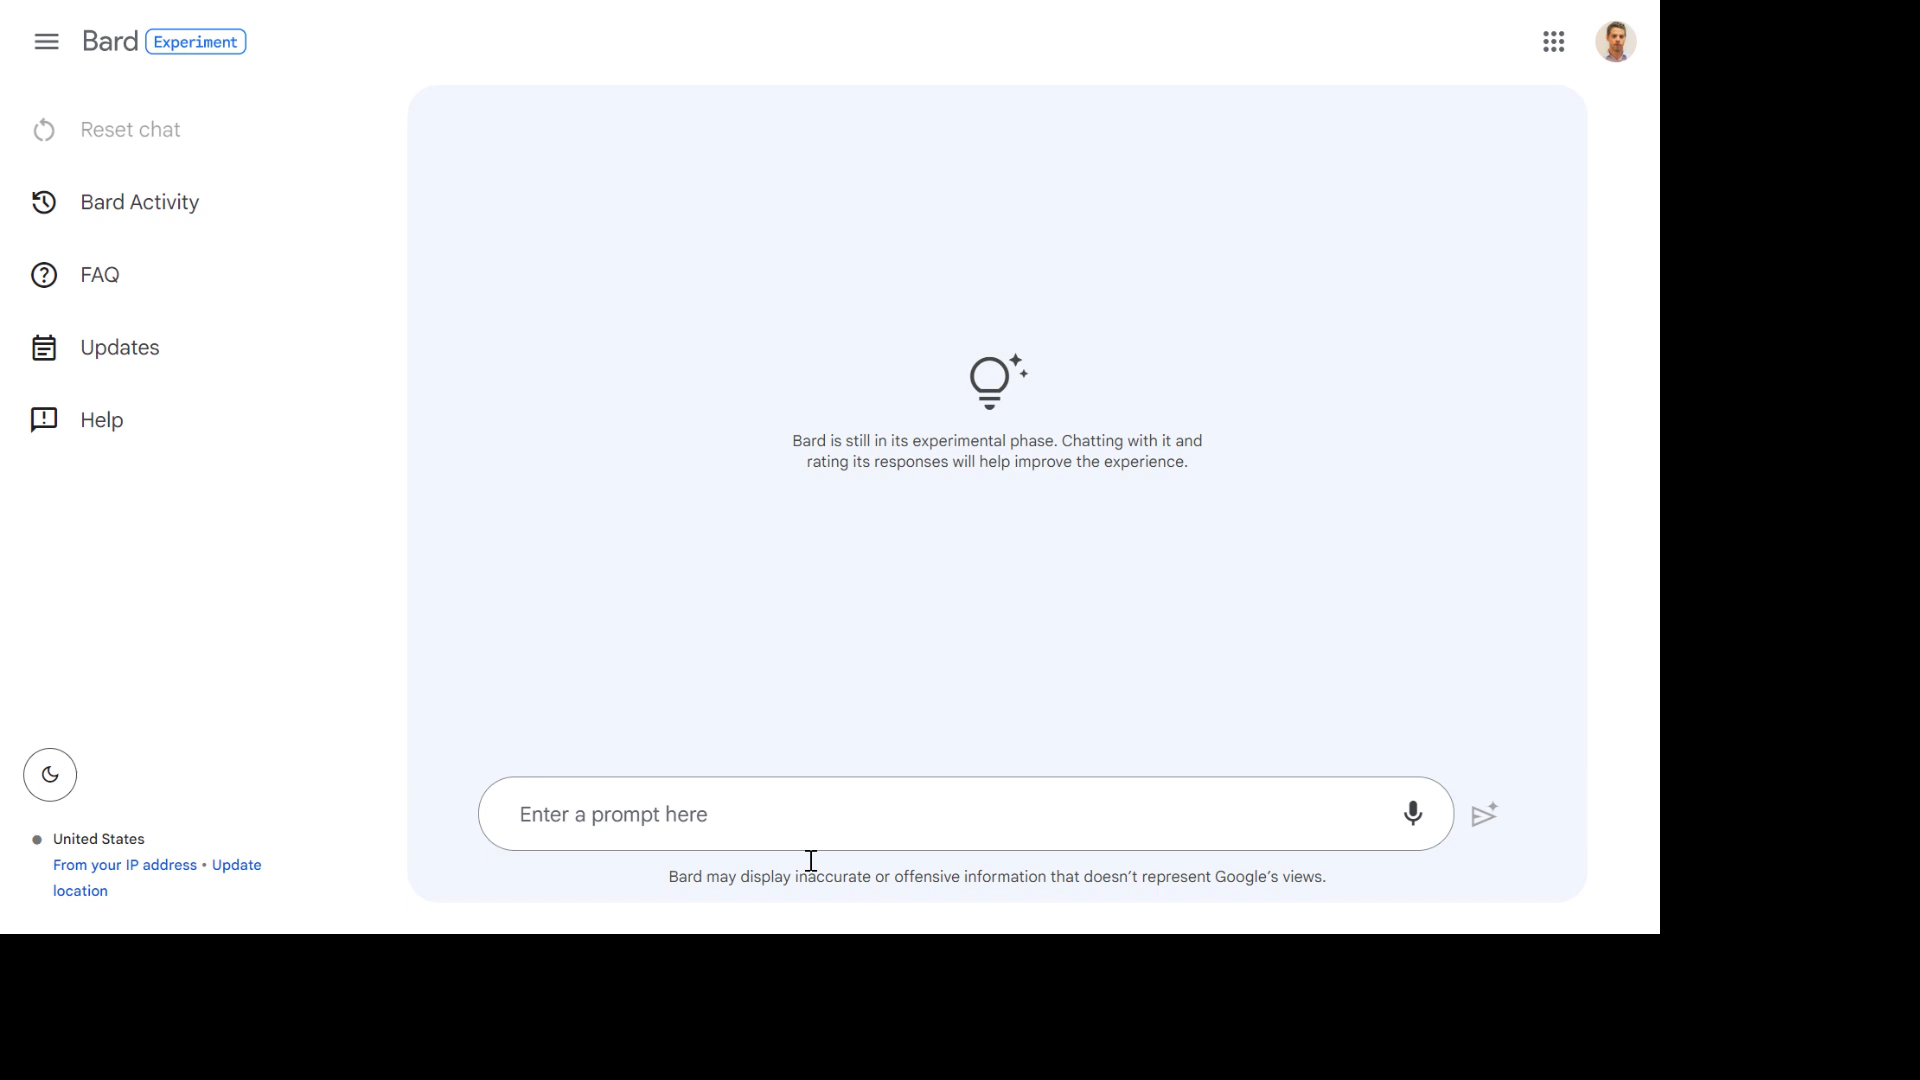 Bard Experiment
Reset chat
Bard Activity
FAQ
Updates
Help
Bard is still in its experimental phase. Chatting with it and
rating its responses will help improve the experience.
Enter a prompt here
Bard may display inaccurate or offensive information that doesn't represent Google's views.
United States
From your IP address • Update
location